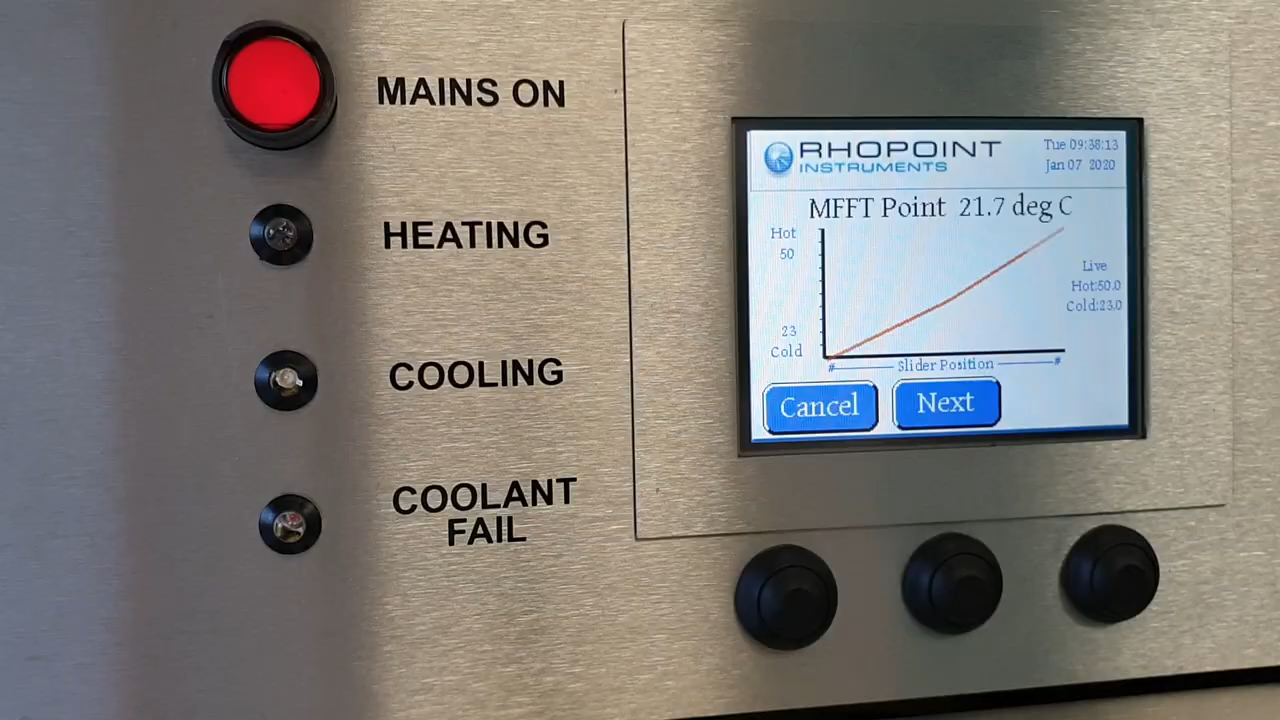 MAINS ON
HEATING
COOLING
COOLANT
FAIL
RHOPOINT
INSTRUMENTS
Tue 09:38:13
Jan 07 2020
MFFT Point 21.7 deg C
Hot
50
23
Cold
Live
Hot:50.0
Cold:23.0
# Slider Position #
Cancel
Next